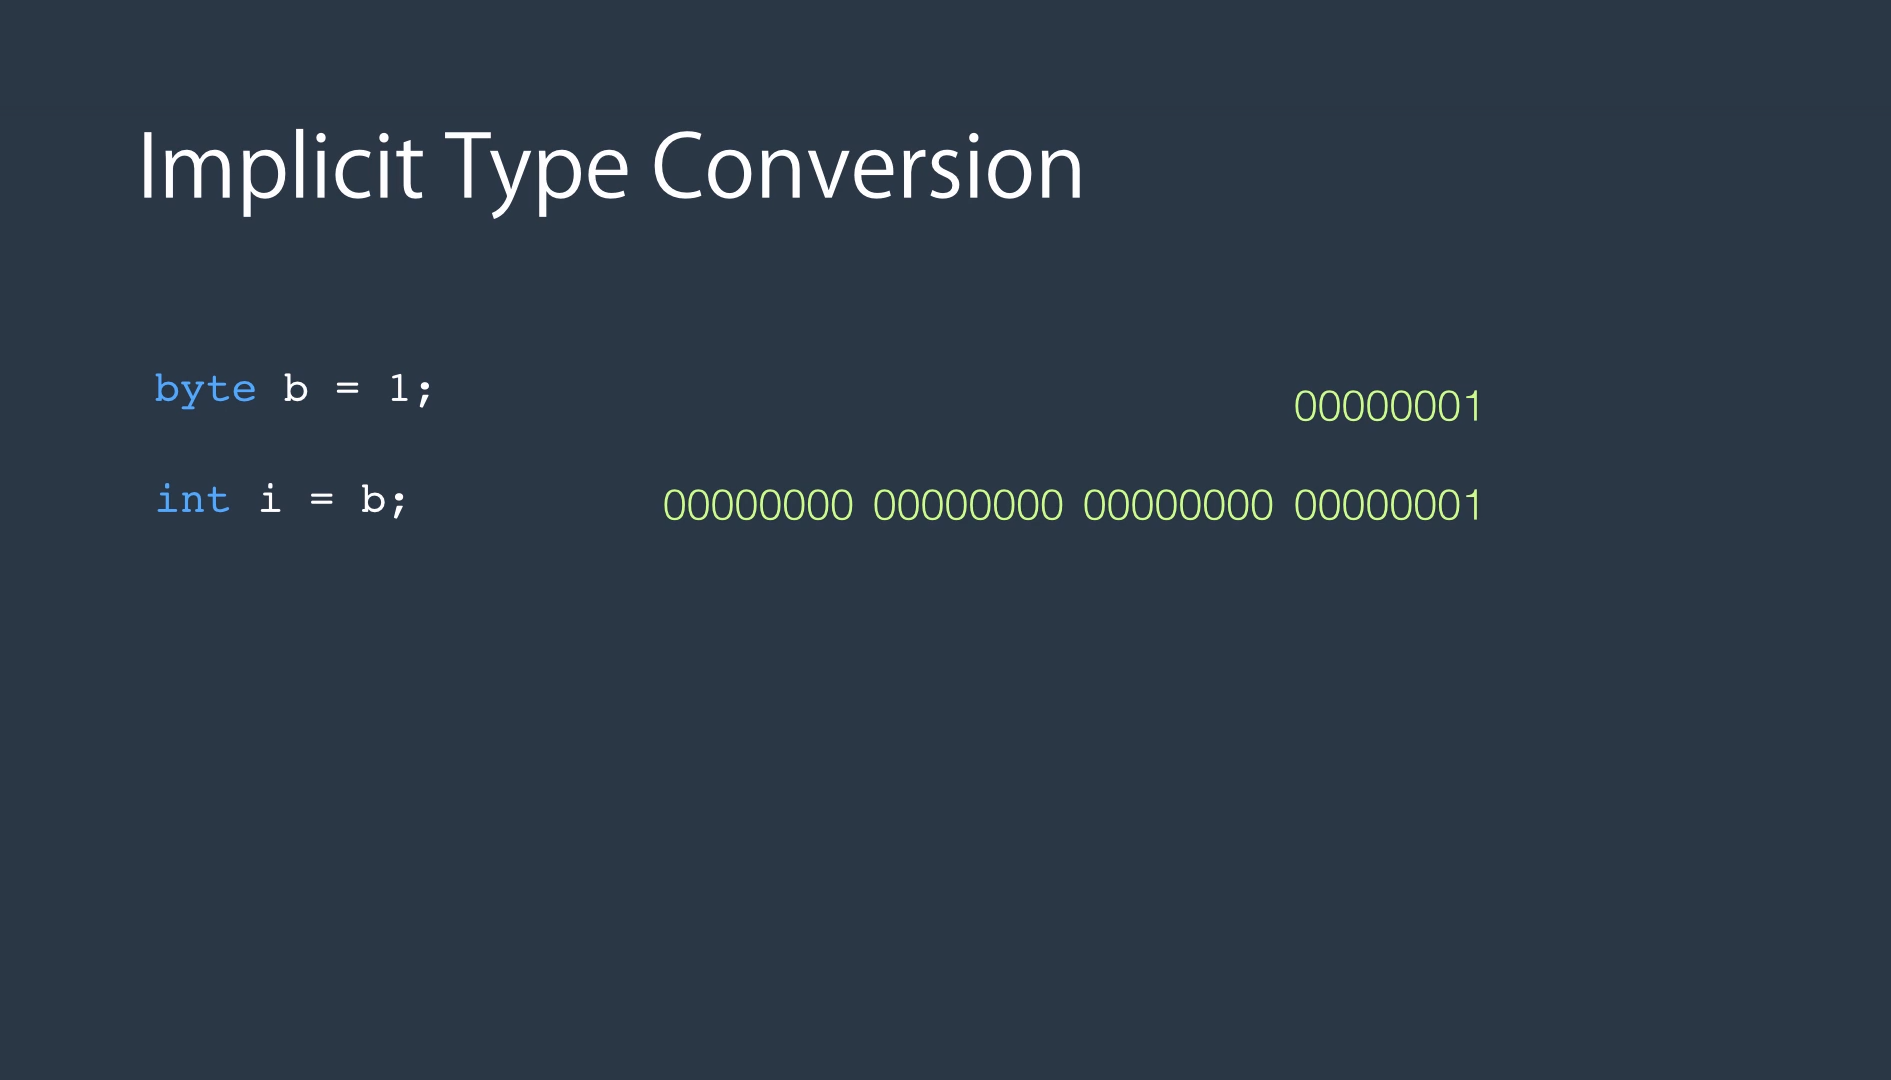 Implicit Type Conversion
byte b = 1;
00000001
int i = b;
00000000 00000000 00000000 00000001